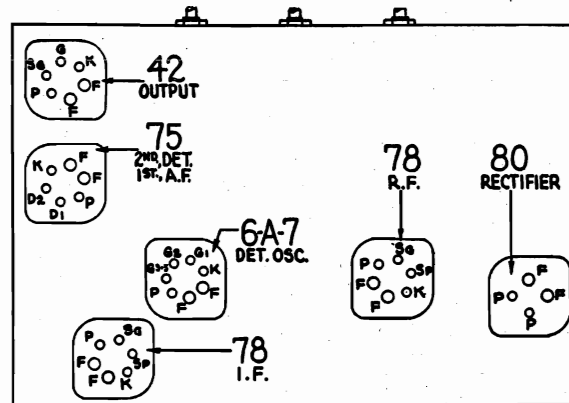 G
SG K
P F
F
42
OUTPUT
75
2ND, DET.
1ST., A.F.
F
K F
D2 P
D1
6-A-7
DET. OSC.
G2 G1
G3-5 K
P F
F
78
R.F.
SG
P SP
F K
F
80
RECTIFIER
F
P F
P
SG
P SP
F K
F
78
I.F.